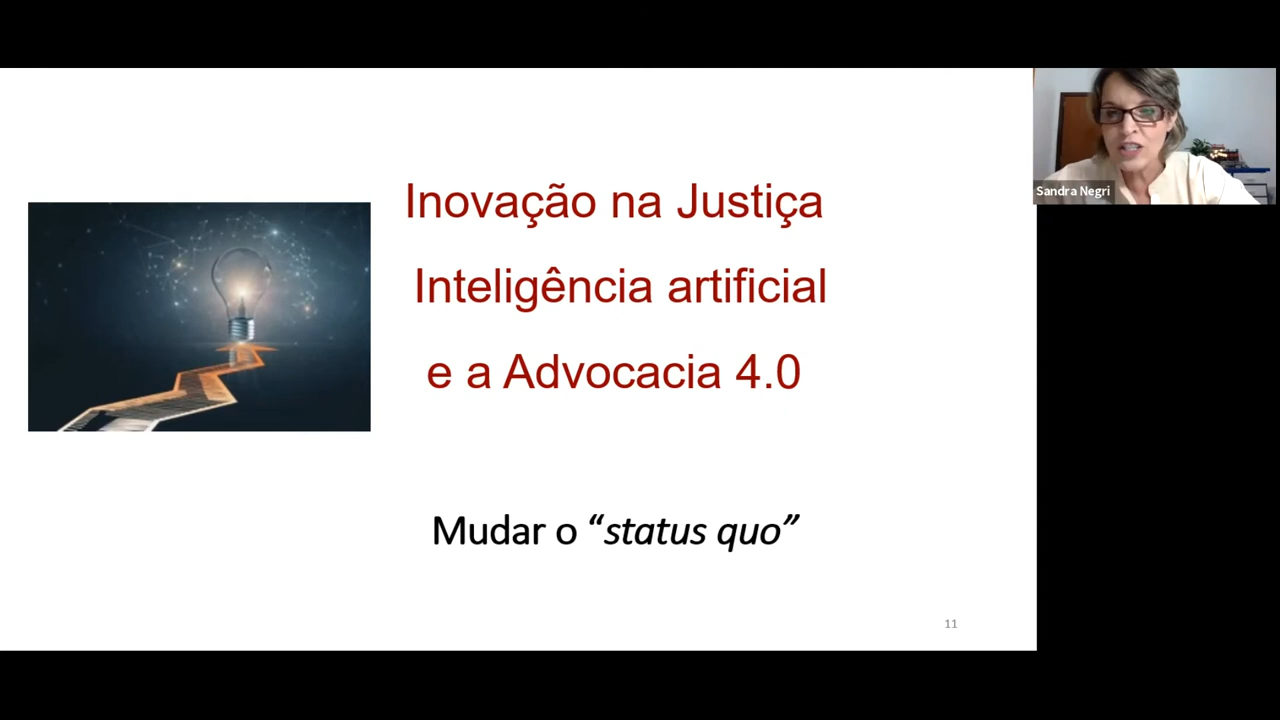 Inovação na Justiça
Inteligência artificial
e a Advocacia 4.0
Mudar o “status quo”
11
Sandra Negri